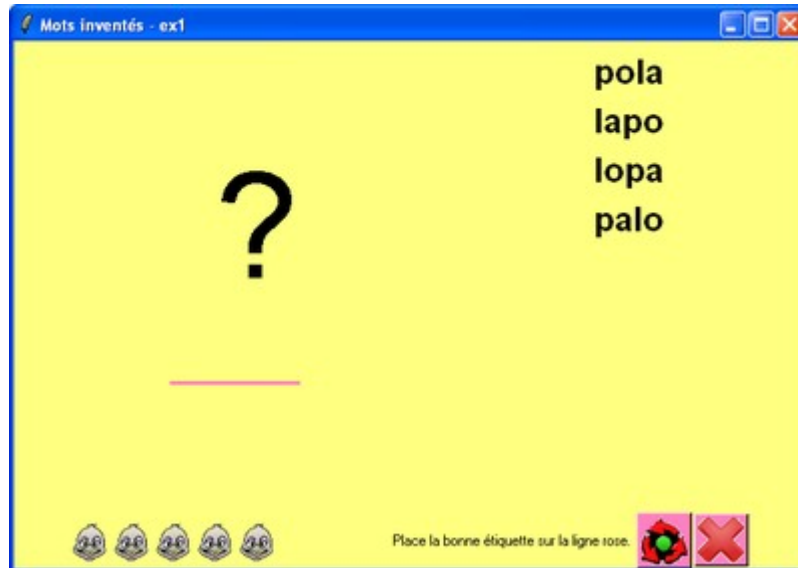 Mots inventés - ex1
pola
lapo
lopa
palo
?
Place la bonne étiquette sur la ligne rose.